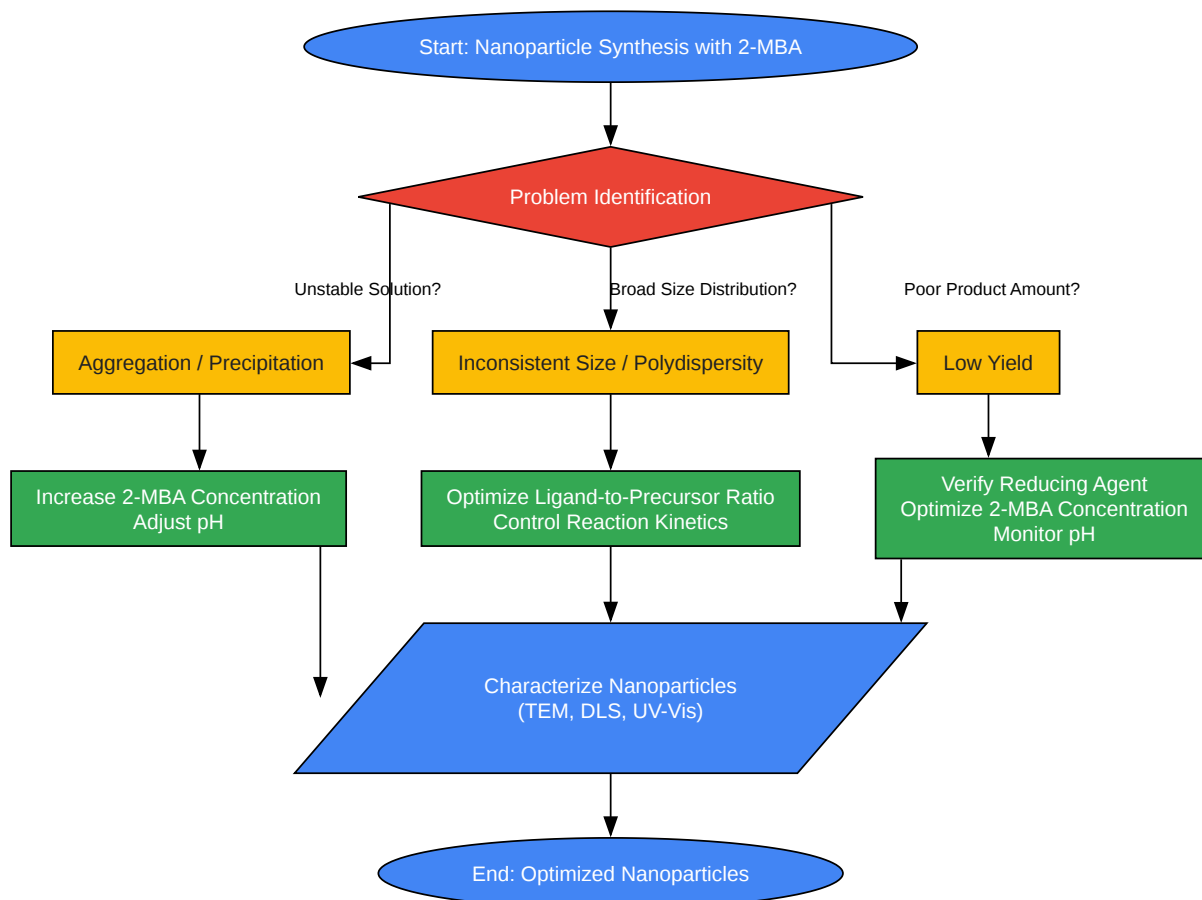 Start: Nanoparticle Synthesis with 2-MBA
Problem Identification
Unstable Solution?
Broad Size Distribution?
Poor Product Amount?
Aggregation / Precipitation
Inconsistent Size / Polydispersity
Low Yield
Increase 2-MBA Concentration
Adjust pH
Optimize Ligand-to-Precursor Ratio
Control Reaction Kinetics
Verify Reducing Agent
Optimize 2-MBA Concentration
Monitor pH
Characterize Nanoparticles
(TEM, DLS, UV-Vis)
End: Optimized Nanoparticles